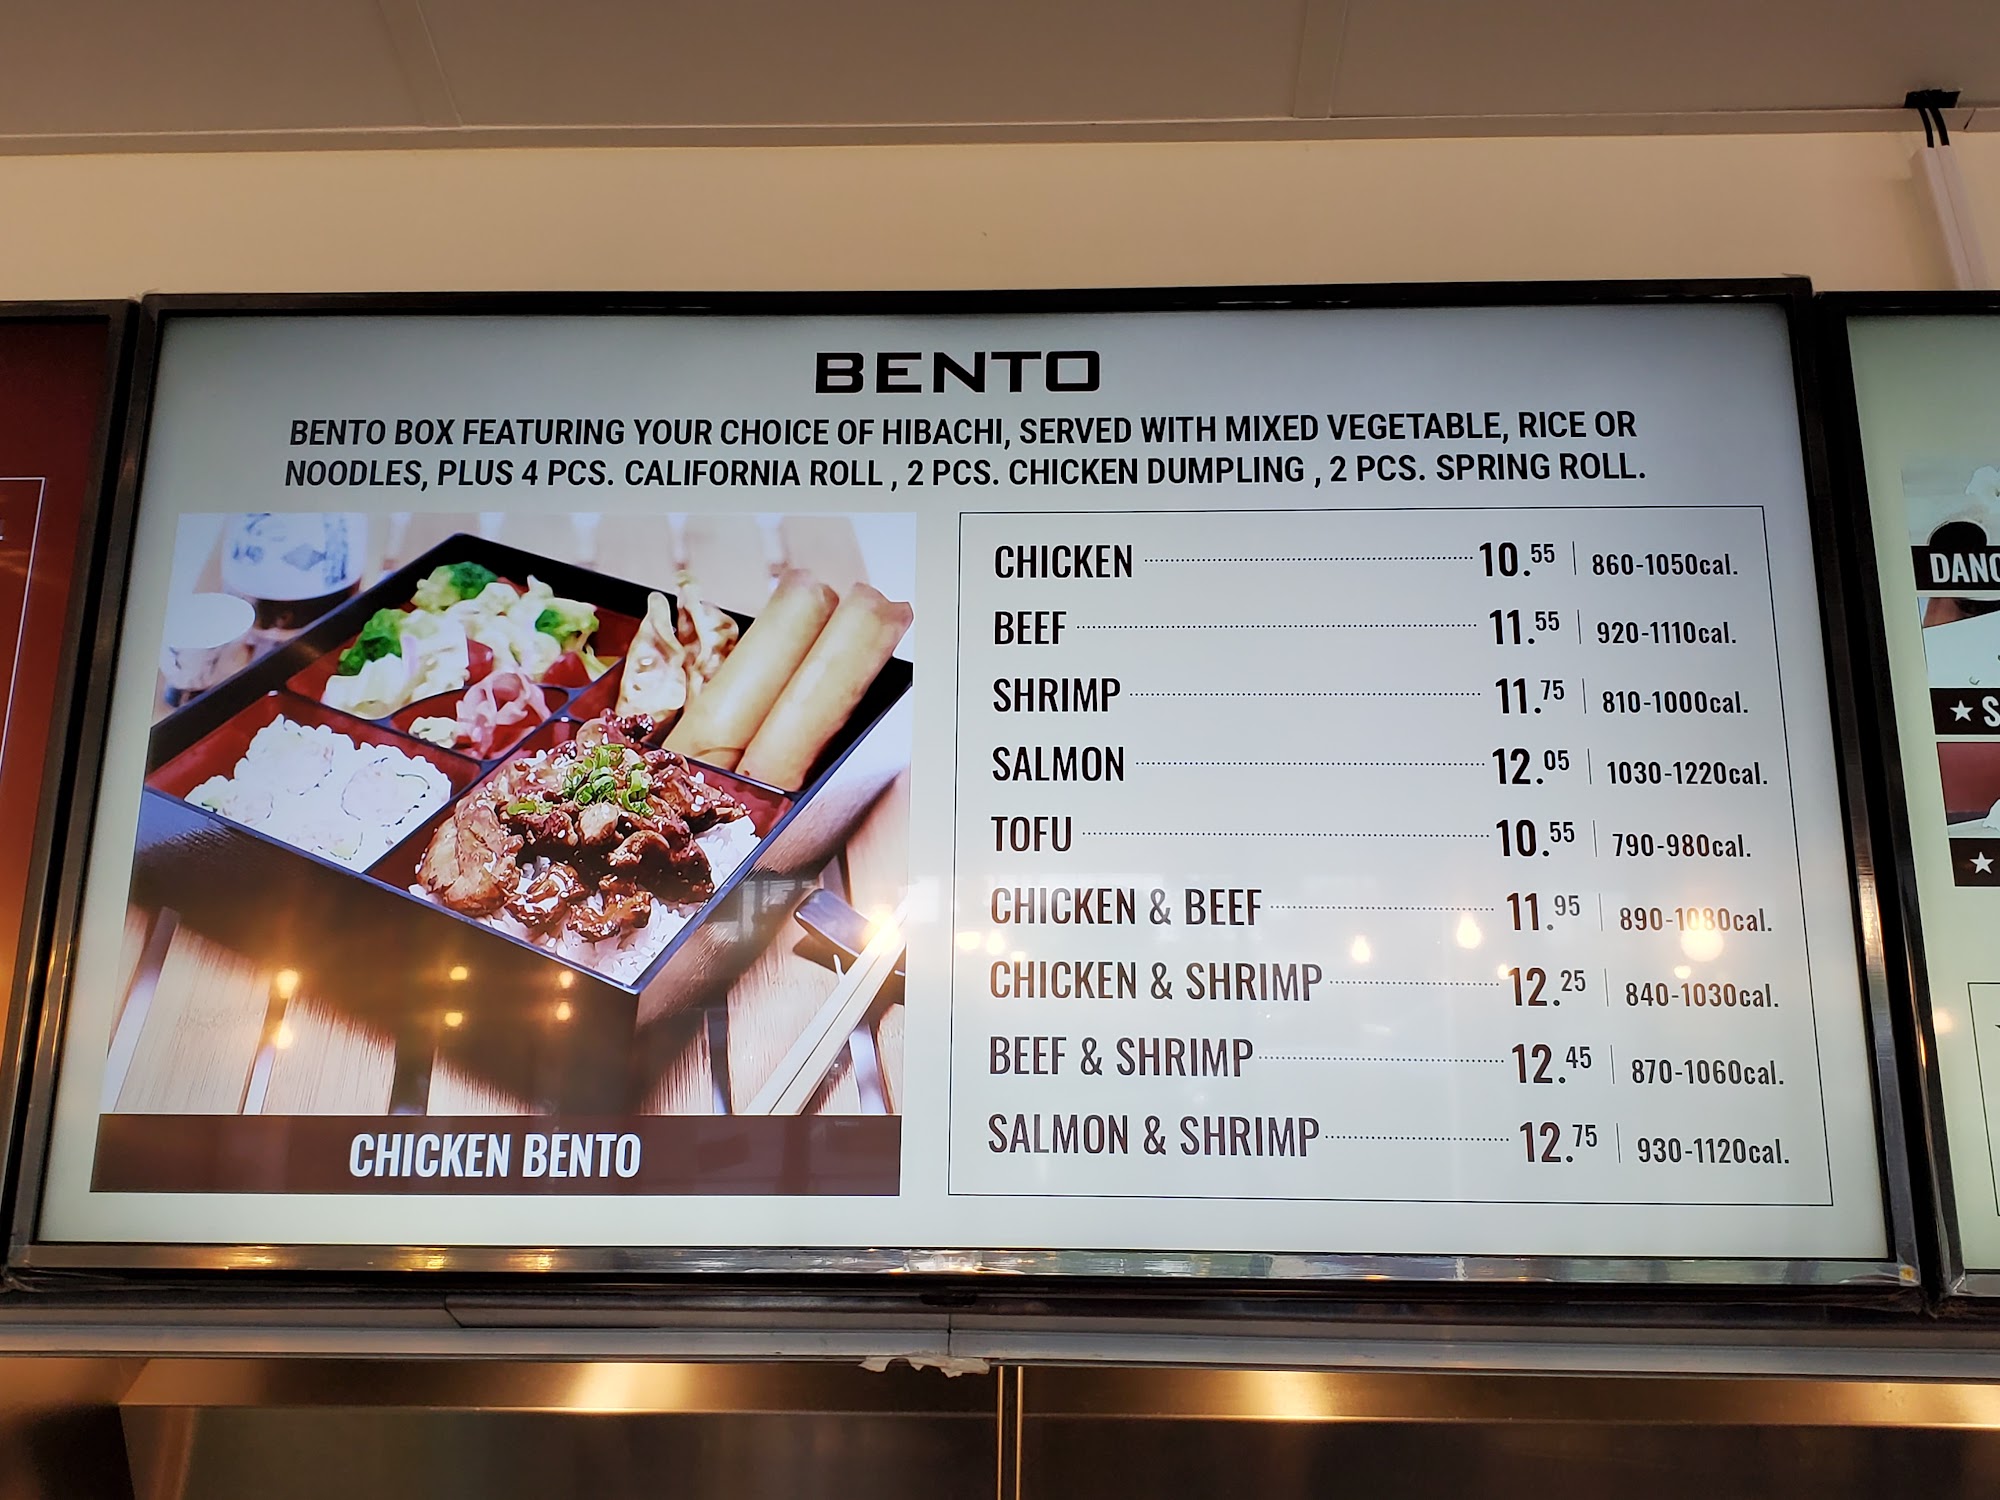 BENTO
BENTO BOX FEATURING YOUR CHOICE OF HIBACHI, SERVED WITH MIXED VEGETABLE, RICE OR
NOODLES, PLUS 4 PCS. CALIFORNIA ROLL , 2 PCS. CHICKEN DUMPLING , 2 PCS. SPRING ROLL.
CHICKEN 10.55 | 860-1050cal.
BEEF 11.55 | 920-1110cal.
SHRIMP 11.75 | 810-1000cal.
SALMON 12.05 | 1030-1220cal.
TOFU 10.55 | 790-980cal.
CHICKEN & BEEF 11.95 | 890-1080cal.
CHICKEN & SHRIMP 12.25 | 840-1030cal.
BEEF & SHRIMP 12.45 | 870-1060cal.
SALMON & SHRIMP 12.75 | 930-1120cal.
CHICKEN BENTO